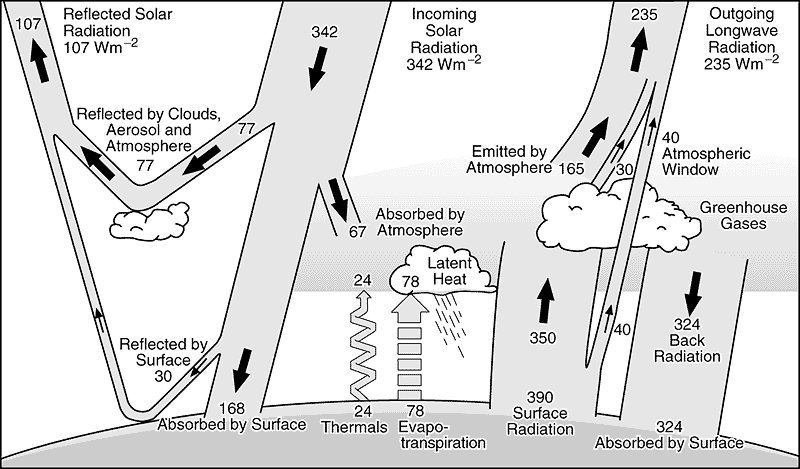 107
Reflected Solar
Radiation
107 Wm−2
342
Incoming
Solar
Radiation
342 Wm−2
235
Outgoing
Longwave
Radiation
235 Wm−2
Reflected by Clouds,
Aerosol and
Atmosphere
77
77
Emitted by
Atmosphere
165
30
40
Atmospheric
Window
Greenhouse
Gases
67
Absorbed by
Atmosphere
Latent
Heat
24
78
350
40
324
Back
Radiation
Reflected by
Surface
30
168
Absorbed by Surface
24
Thermals
78
Evapo-
transpiration
390
Surface
Radiation
324
Absorbed by Surface